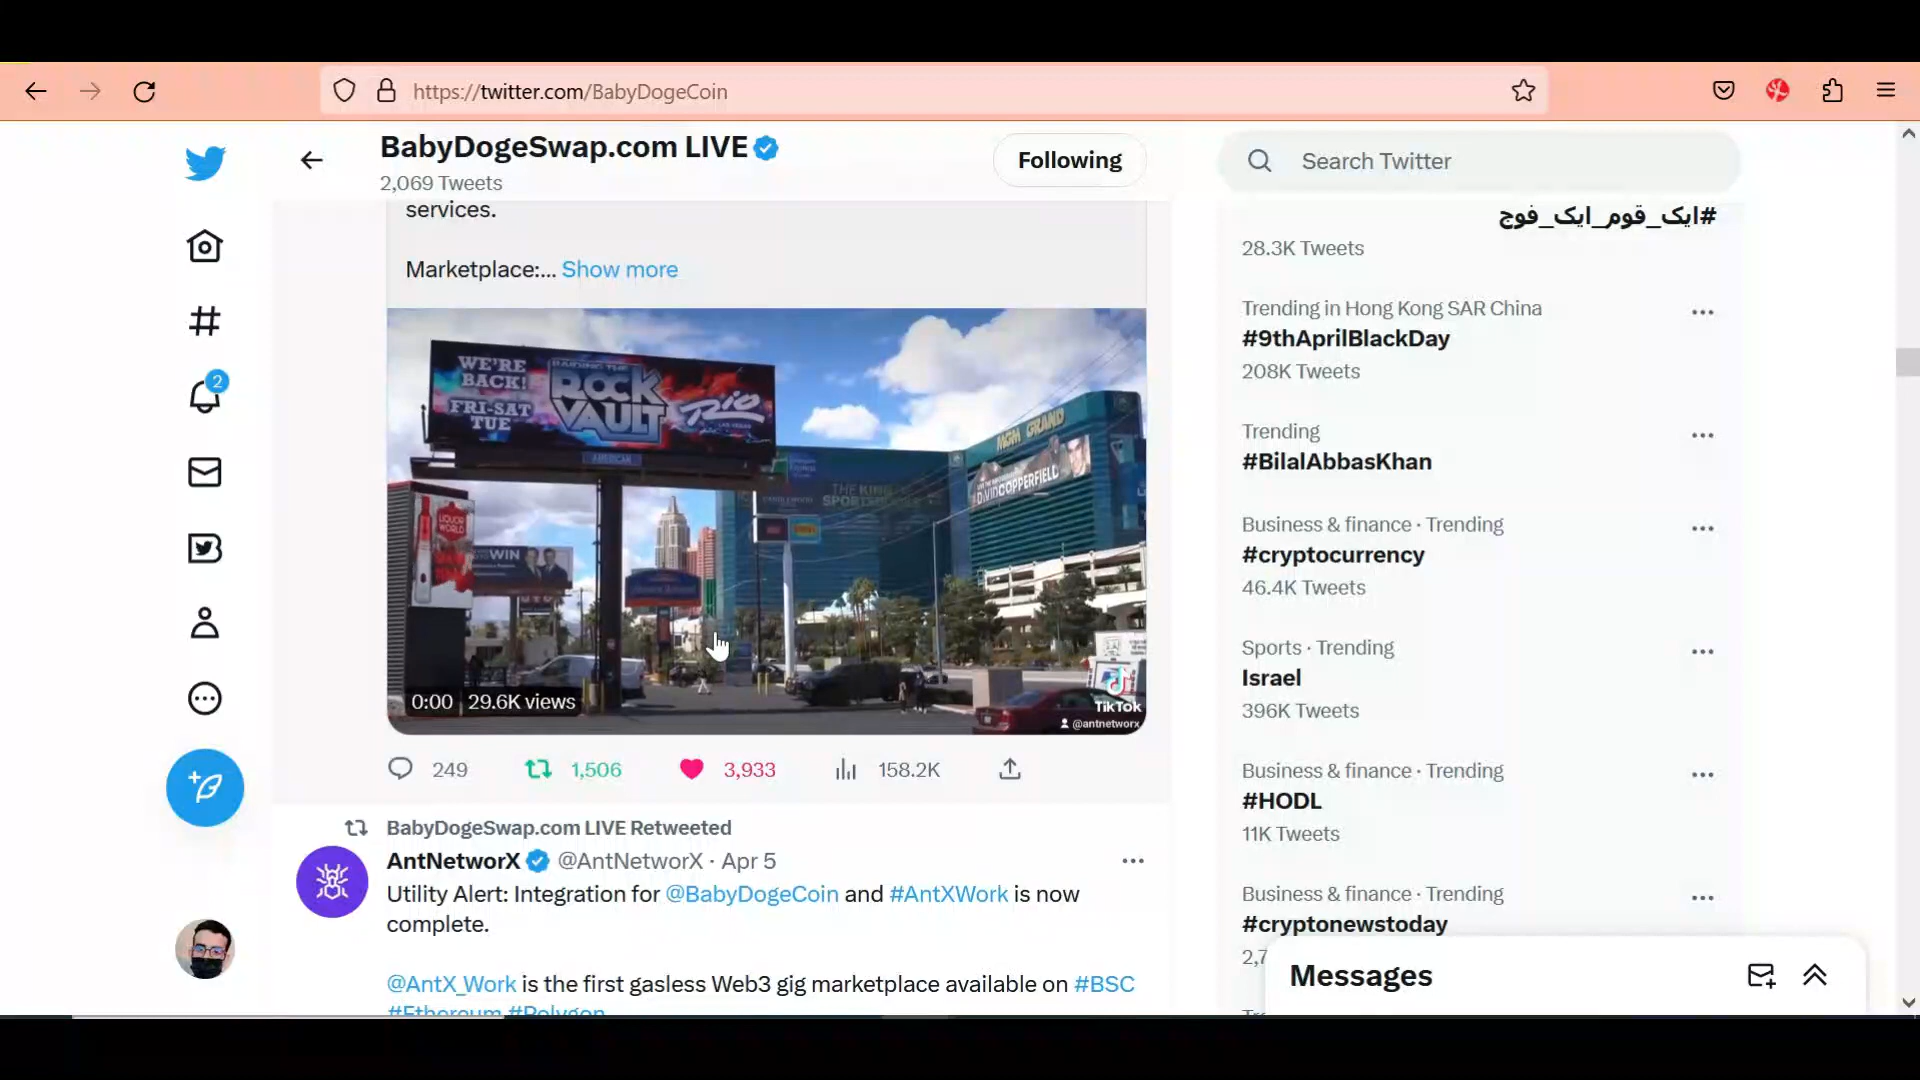 https://twitter.com/BabyDogeCoin
BabyDogeSwap.com LIVE
2,069 Tweets
Following
Search Twitter
services.
Marketplace:... Show more
WE'RE
BACK!
FRI-SAT
TUE
RAIDING THE
ROCK
VAULT
RIO
LAS VEGAS
MGM GRAND
DAVID COPPERFIELD
LIQUOR
WORLD
WIN
THE KING
SPORTSBOOK
0:00 29.6K views
TikTok
@antnetworx
249 1,506 3,933 158.2K
BabyDogeSwap.com LIVE Retweeted
AntNetworX @AntNetworX · Apr 5
Utility Alert: Integration for @BabyDogeCoin and #AntXWork is now
complete.
@AntX_Work is the first gasless Web3 gig marketplace available on #BSC
#Ethereum #Polygon
2
#ایک_قوم_ایک_فوج
28.3K Tweets
Trending in Hong Kong SAR China
#9thAprilBlackDay
208K Tweets
Trending
#BilalAbbasKhan
Business & finance · Trending
#cryptocurrency
46.4K Tweets
Sports · Trending
Israel
396K Tweets
Business & finance · Trending
#HODL
11K Tweets
Business & finance · Trending
#cryptonewstoday
Messages